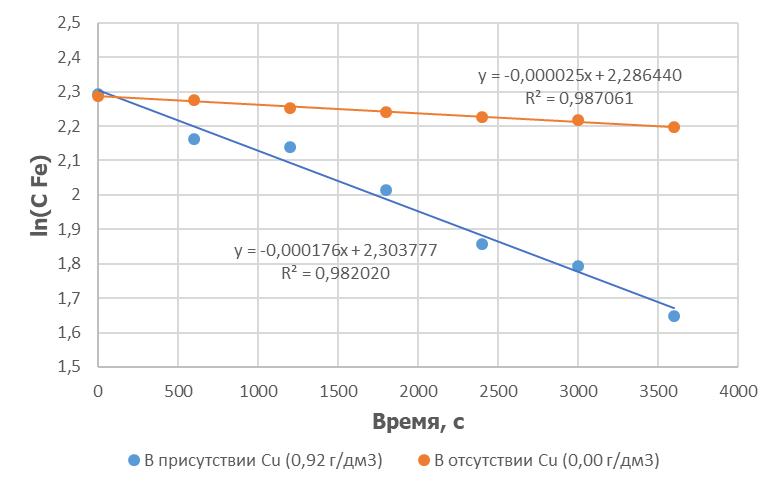 2,5
2,4
2,3
2,2
2,1
2
1,9
1,8
1,7
1,6
1,5
ln(C Fe)
y = -0,000025x + 2,286440
R² = 0,987061
y = -0,000176x + 2,303777
R² = 0,982020
0 500 1000 1500 2000 2500 3000 3500 4000
Время, с
В присутствии Cu (0,92 г/дм3) В отсутствии Cu (0,00 г/дм3)